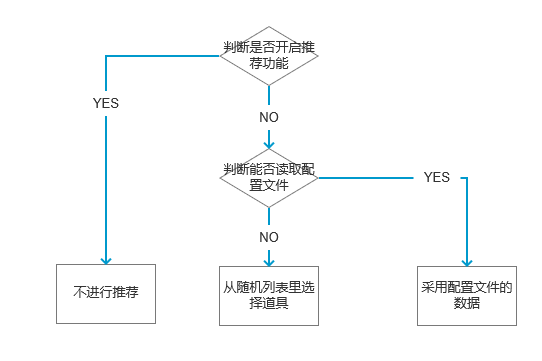 判断是否开启推
荐功能
YES
NO
判断能否读取配
置文件
YES
NO
不进行推荐
从随机列表里选
择道具
采用配置文件的
数据